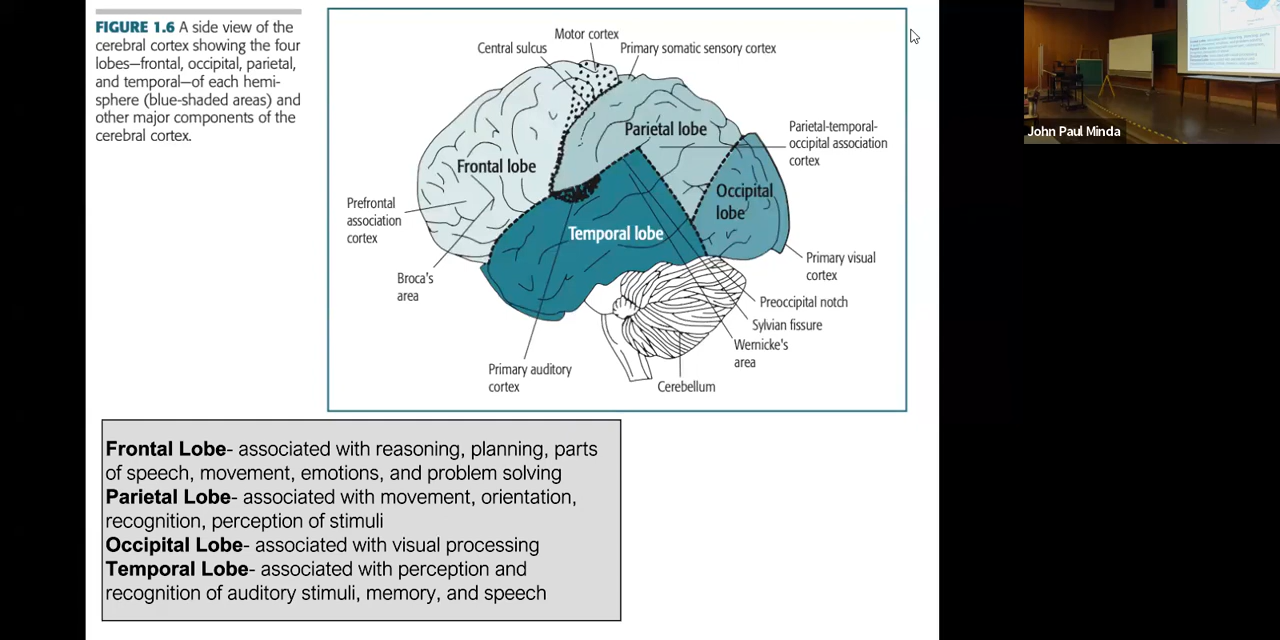 FIGURE 1.6 A side view of the
cerebral cortex showing the four
lobes—frontal, occipital, parietal,
and temporal—of each hemi-
sphere (blue-shaded areas) and
other major components of the
cerebral cortex.
Motor cortex
Central sulcus
Primary somatic sensory cortex
Parietal lobe
Parietal-temporal-
occipital association
cortex
Frontal lobe
Occipital
lobe
Prefrontal
association
cortex
Temporal lobe
Primary visual
cortex
Broca's
area
Preoccipital notch
Sylvian fissure
Wernicke's
area
Primary auditory
cortex
Cerebellum
Frontal Lobe- associated with reasoning, planning, parts
of speech, movement, emotions, and problem solving
Parietal Lobe- associated with movement, orientation,
recognition, perception of stimuli
Occipital Lobe- associated with visual processing
Temporal Lobe- associated with perception and
recognition of auditory stimuli, memory, and speech
John Paul Minda